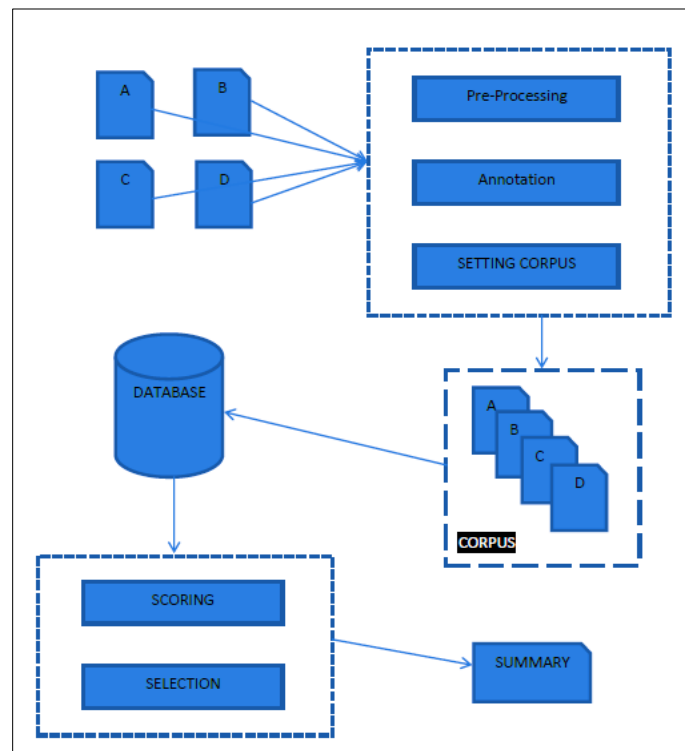 A
B
C
D
Pre-Processing
Annotation
SETTING CORPUS
A
B
C
D
CORPUS
DATABASE
SCORING
SELECTION
SUMMARY